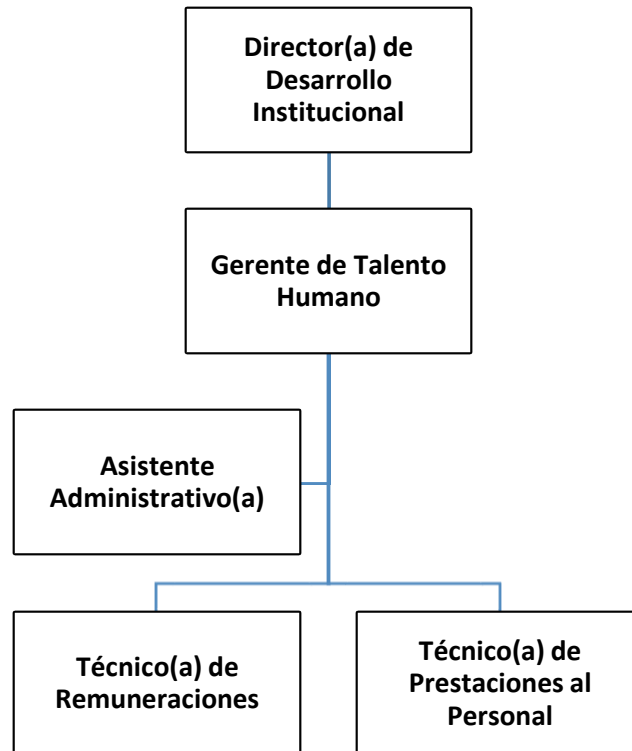 Director(a) de
Desarrollo
Institucional
Gerente de Talento
Humano
Asistente
Administrativo(a)
Técnico(a) de
Remuneraciones
Técnico(a) de
Prestaciones al
Personal